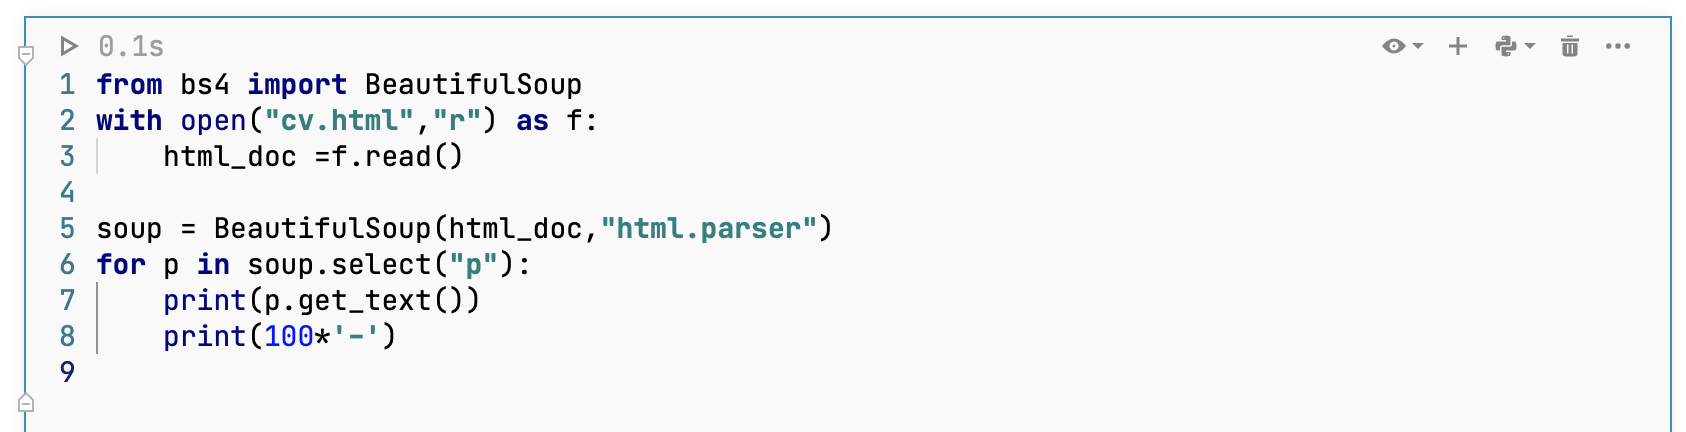 0.1s
1 from bs4 import BeautifulSoup
2 with open("cv.html","r") as f:
3     html_doc =f.read()
4
5 soup = BeautifulSoup(html_doc,"html.parser")
6 for p in soup.select("p"):
7     print(p.get_text())
8     print(100*'-')
9